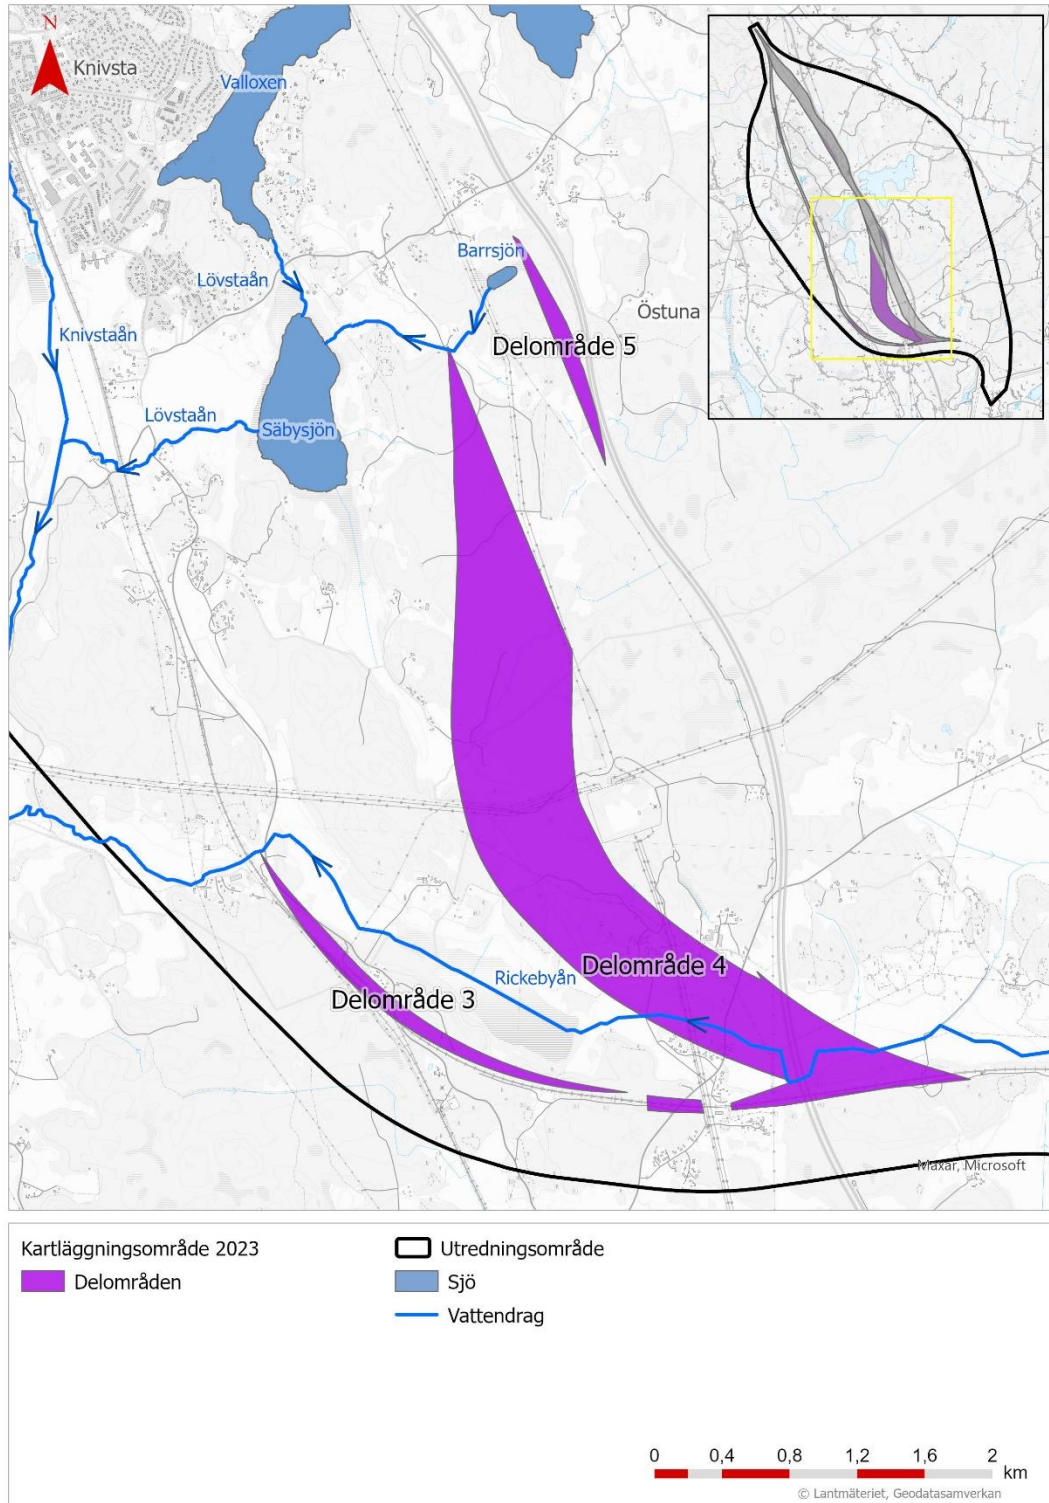 N
Knivsta
Valloxen
Barrsjön
Lövstaån
Östuna
Knivstaån
Delområde 5
Lövstaån
Säbysjön
Delområde 4
Rickebyån
Delområde 3
Maxar, Microsoft
Kartläggningsområde 2023
Delområden
Utredningsområde
Sjö
Vattendrag
0 0,4 0,8 1,2 1,6 2
km
© Lantmäteriet, Geodatasamverkan